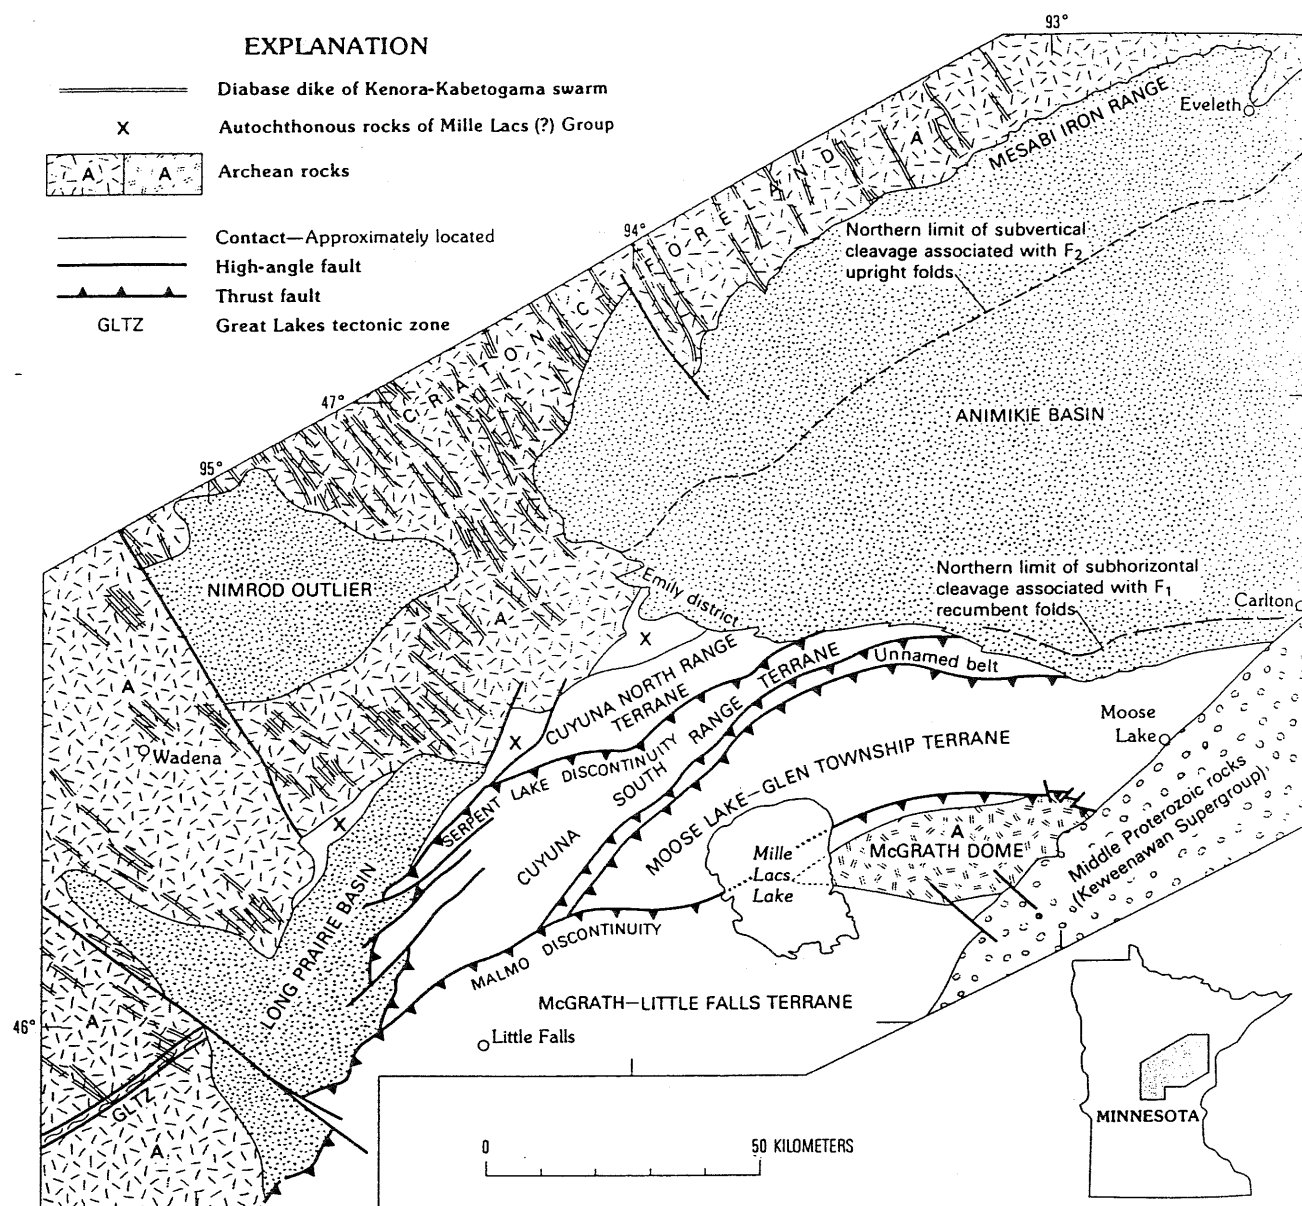 EXPLANATION
Diabase dike of Kenora-Kabetogama swarm
X
Autochthonous rocks of Mille Lacs (?) Group
A
A
Archean rocks
Contact—Approximately located
High-angle fault
Thrust fault
GLTZ
Great Lakes tectonic zone
93°
94°
47°
95°
46°
CRATONIC FORELAND
A
MESABI IRON RANGE
Eveleth
Northern limit of subvertical
cleavage associated with F2
upright folds
ANIMIKIE BASIN
NIMROD OUTLIER
A
A
Emily district
X
Northern limit of subhorizontal
cleavage associated with F1
recumbent folds
Carlton
CUYUNA NORTH RANGE
TERRANE
X
Unnamed belt
SERPENT LAKE DISCONTINUITY
CUYUNA SOUTH RANGE TERRANE
Wadena
X
Moose
Lake
MOOSE LAKE—GLEN TOWNSHIP TERRANE
A
McGRATH DOME
Mille
Lacs
Lake
Middle Proterozoic rocks
(Keweenawan Supergroup)
LONG PRAIRIE BASIN
MALMO DISCONTINUITY
McGRATH—LITTLE FALLS TERRANE
Little Falls
A
GLTZ
A
0
50 KILOMETERS
MINNESOTA